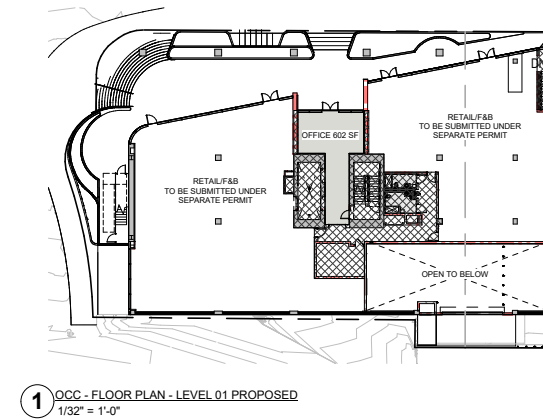 RETAIL/F&B
TO BE SUBMITTED UNDER
SEPARATE PERMIT
OFFICE 602 SF
RETAIL/F&B
TO BE SUBMITTED UNDER
SEPARATE PERMIT
OPEN TO BELOW
1 OCC - FLOOR PLAN - LEVEL 01 PROPOSED
1/32" = 1'-0"